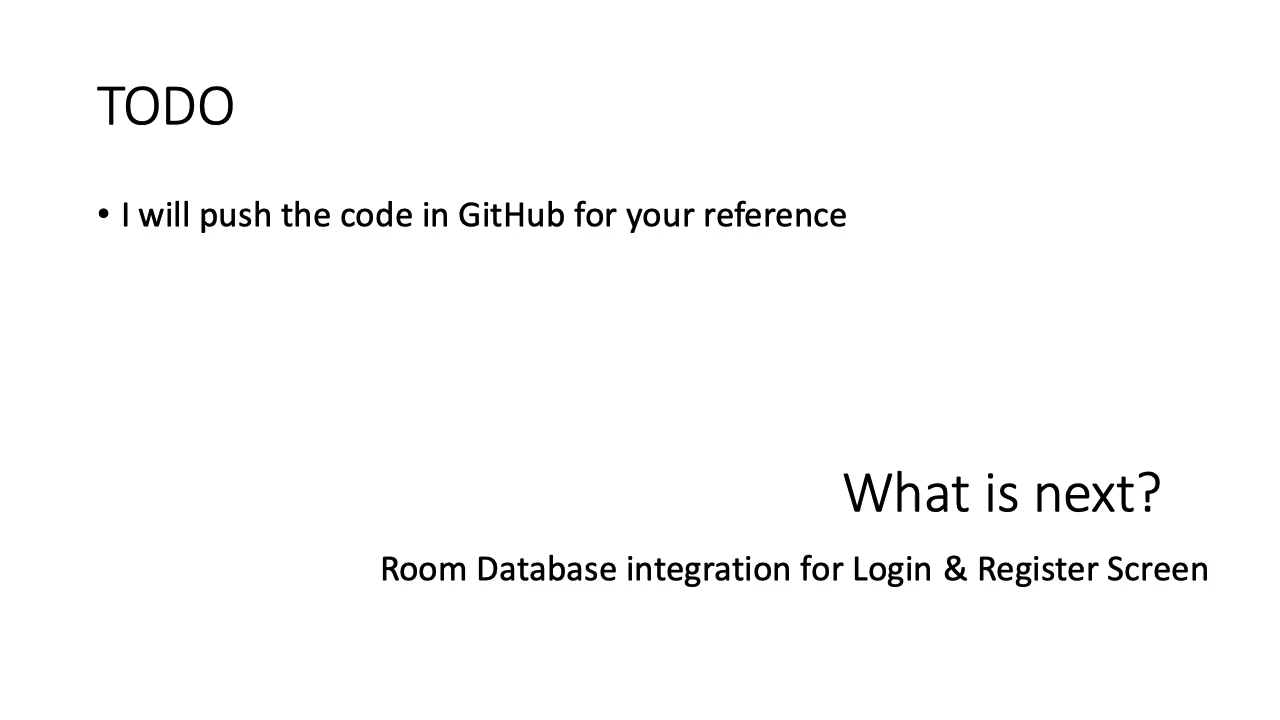 TODO
• I will push the code in GitHub for your reference
What is next?
Room Database integration for Login & Register Screen